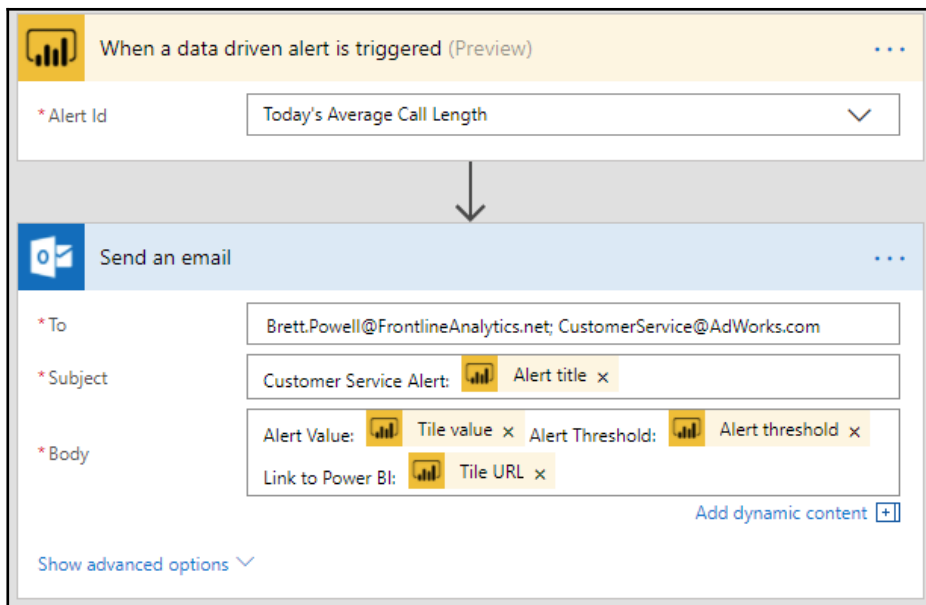 When a data driven alert is triggered (Preview)
* Alert Id
Today's Average Call Length
Send an email
* To
Brett.Powell@FrontlineAnalytics.net; CustomerService@AdWorks.com
* Subject
Customer Service Alert: Alert title ×
* Body
Alert Value: Tile value × Alert Threshold: Alert threshold ×
Link to Power BI: Tile URL ×
Add dynamic content
Show advanced options